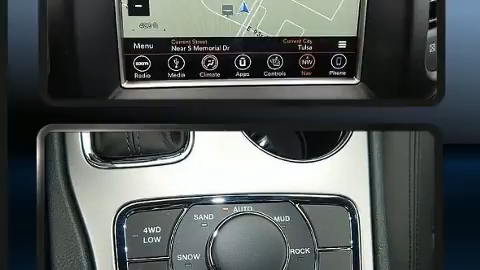 Current Street
Current City
Menu
Near S Memorial Dr
Tulsa
Radio
Media
Climate
Apps
Controls
NW
Nav
Phone
4WD
LOW
SAND
AUTO
MUD
SNOW
ROCK